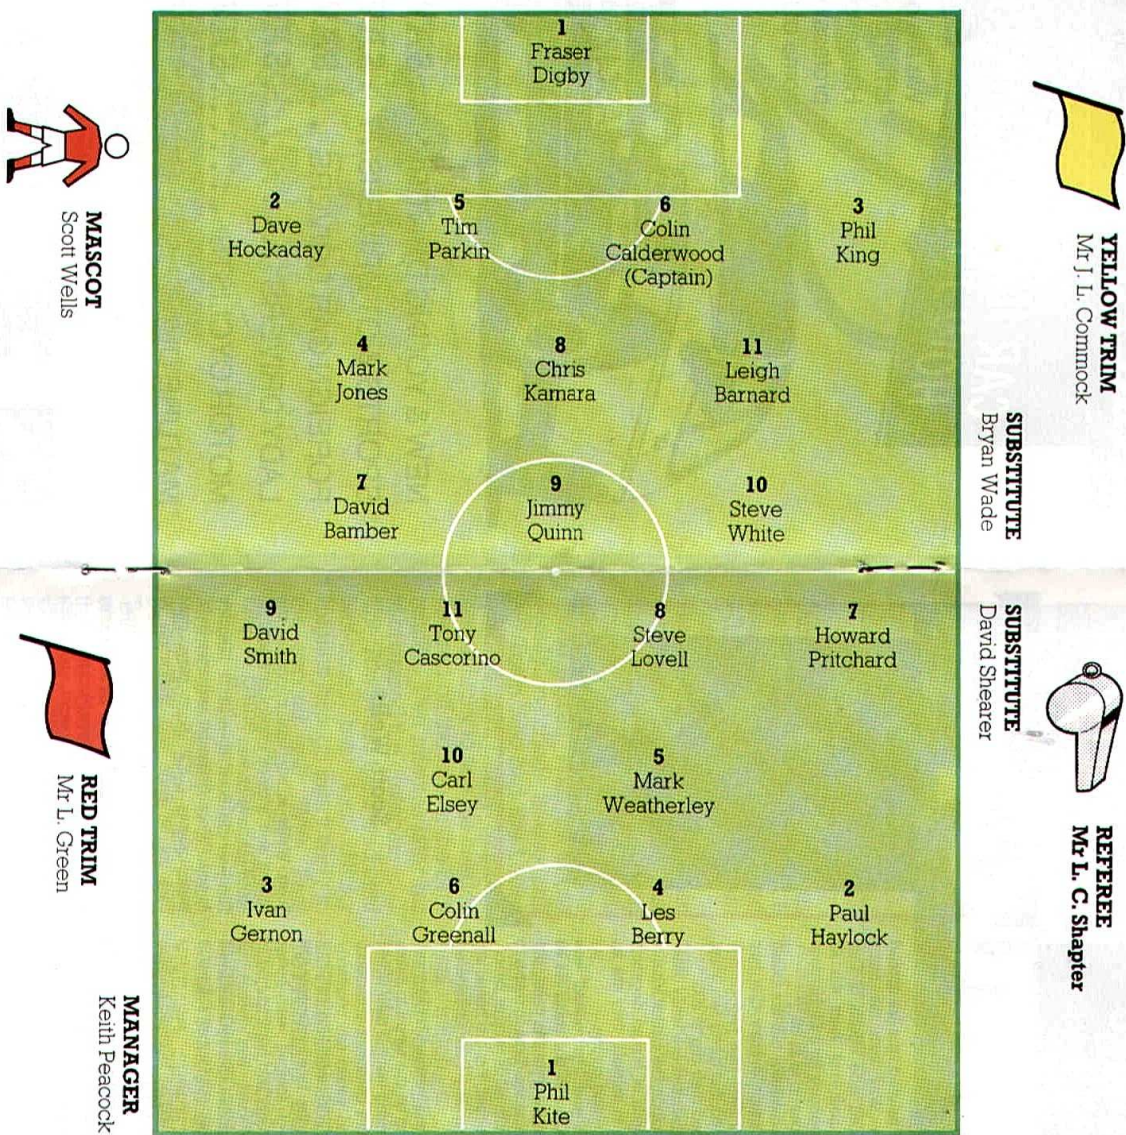 1
Fraser
Digby
2
Dave
Hockaday
5
Tim
Parkin
6
Colin
Calderwood
(Captain)
3
Phil
King
4
Mark
Jones
8
Chris
Kamara
11
Leigh
Barnard
7
David
Bamber
9
Jimmy
Quinn
10
Steve
White
9
David
Smith
11
Tony
Cascorino
8
Steve
Lovell
7
Howard
Pritchard
10
Carl
Elsey
5
Mark
Weatherley
3
Ivan
Gernon
6
Colin
Greenall
4
Les
Berry
2
Paul
Haylock
1
Phil
Kite
YELLOW TRIM
Mr J. L. Commock
SUBSTITUTE
Bryan Wade
SUBSTITUTE
David Shearer
REFEREE
Mr L. C. Shapter
MASCOT
Scott Wells
RED TRIM
Mr L. Green
MANAGER
Keith Peacock